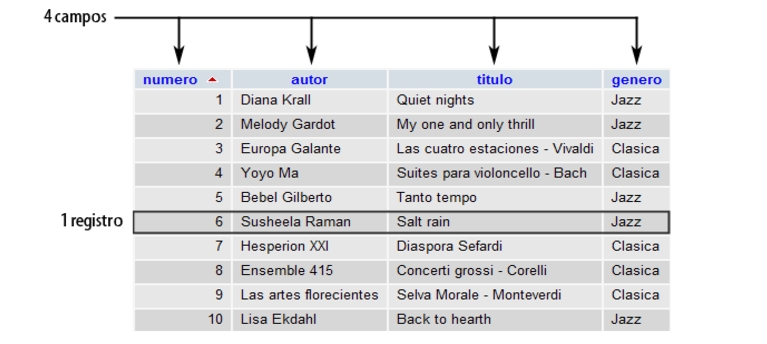 4 campos
numero autor titulo genero
1 Diana Krall Quiet nights Jazz
2 Melody Gardot My one and only thrill Jazz
3 Europa Galante Las cuatro estaciones - Vivaldi Clasica
4 Yoyo Ma Suites para violoncello - Bach Clasica
5 Bebel Gilberto Tanto tempo Jazz
1 registro 6 Susheela Raman Salt rain Jazz
7 Hesperion XXI Diaspora Sefardi Clasica
8 Ensemble 415 Concerti grossi - Corelli Clasica
9 Las artes florecientes Selva Morale - Monteverdi Clasica
10 Lisa Ekdahl Back to hearth Jazz